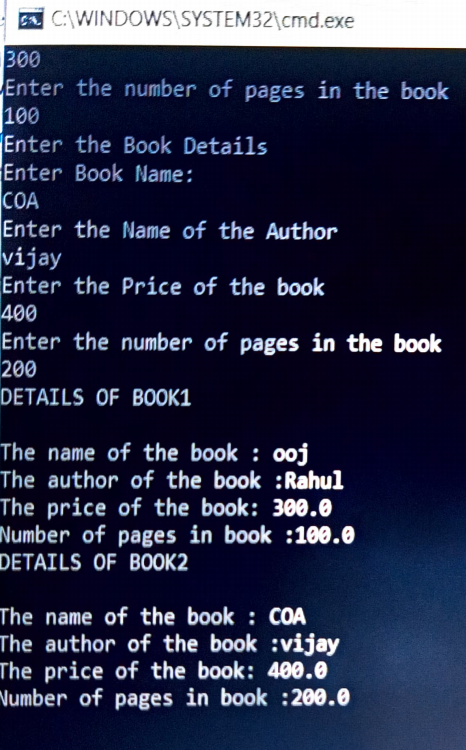 C:\WINDOWS\SYSTEM32\cmd.exe
300
Enter the number of pages in the book
100
Enter the Book Details
Enter Book Name:
COA
Enter the Name of the Author
vijay
Enter the Price of the book
400
Enter the number of pages in the book
200
DETAILS OF BOOK1
The name of the book : ooj
The author of the book :Rahul
The price of the book: 300.0
Number of pages in book :100.0
DETAILS OF BOOK2
The name of the book : COA
The author of the book :vijay
The price of the book: 400.0
Number of pages in book :200.0